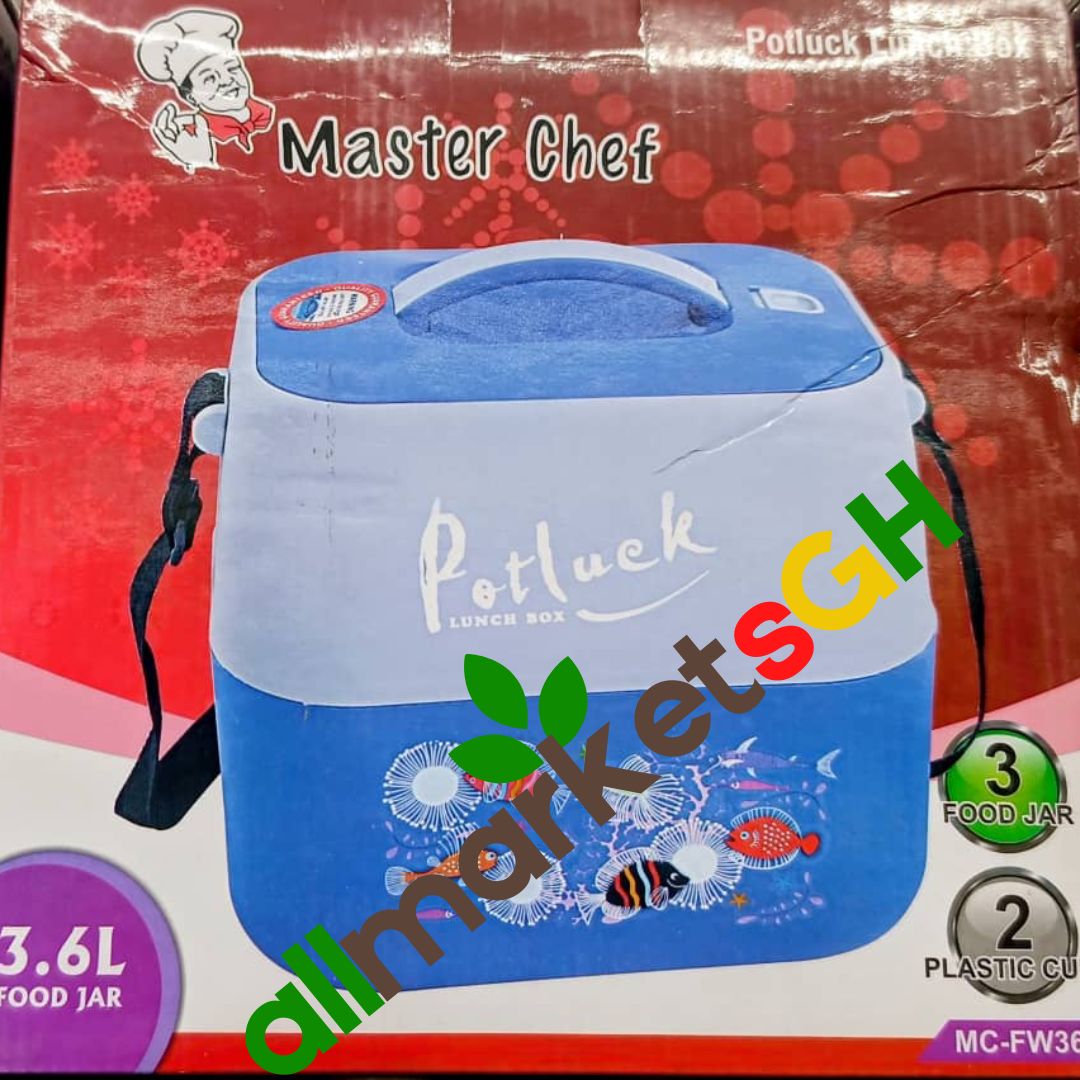 Potluck Lunch Box
Master Chef
Potluck
LUNCH BOX
allmarketsGH
3
FOOD JAR
2
PLASTIC CU
3.6L
FOOD JAR
MC-FW36